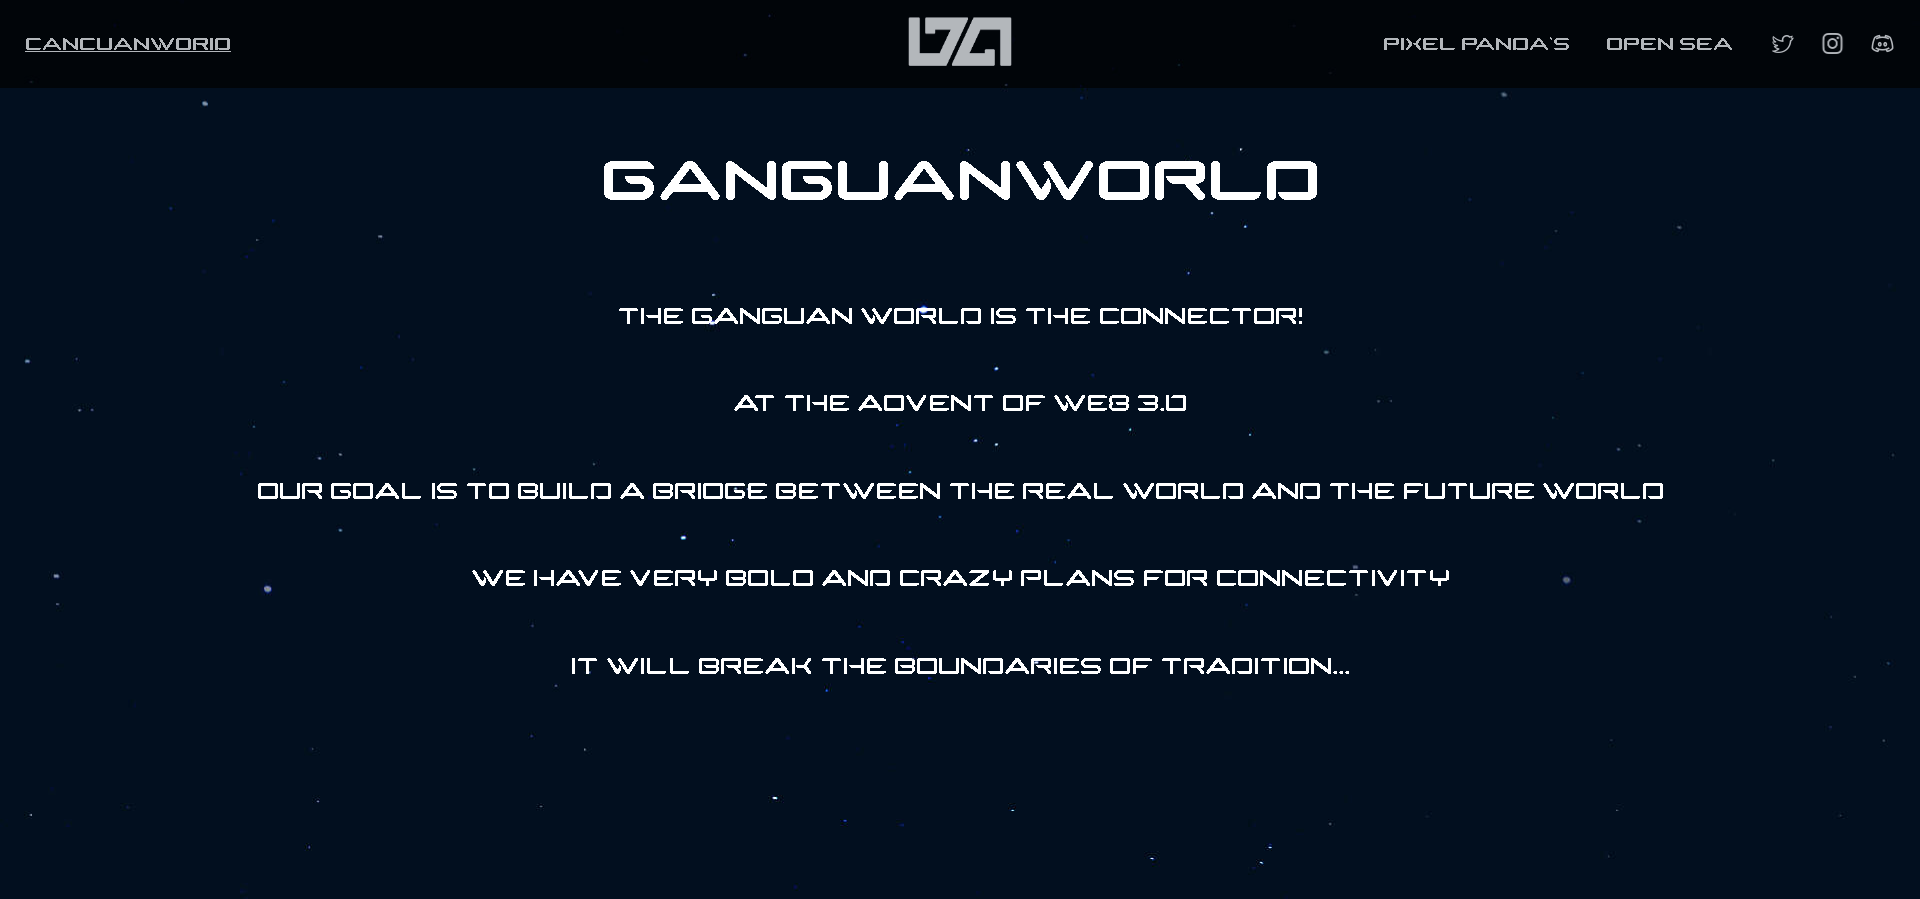 GANGUANWORLD
PIXEL PANDA'S
OPEN SEA
GANGUANWORLD
THE GANGUAN WORLD IS THE CONNECTOR!
AT THE ADVENT OF WEB 3.0
OUR GOAL IS TO BUILD A BRIDGE BETWEEN THE REAL WORLD AND THE FUTURE WORLD
WE HAVE VERY BOLD AND CRAZY PLANS FOR CONNECTIVITY
IT WILL BREAK THE BOUNDARIES OF TRADITION...